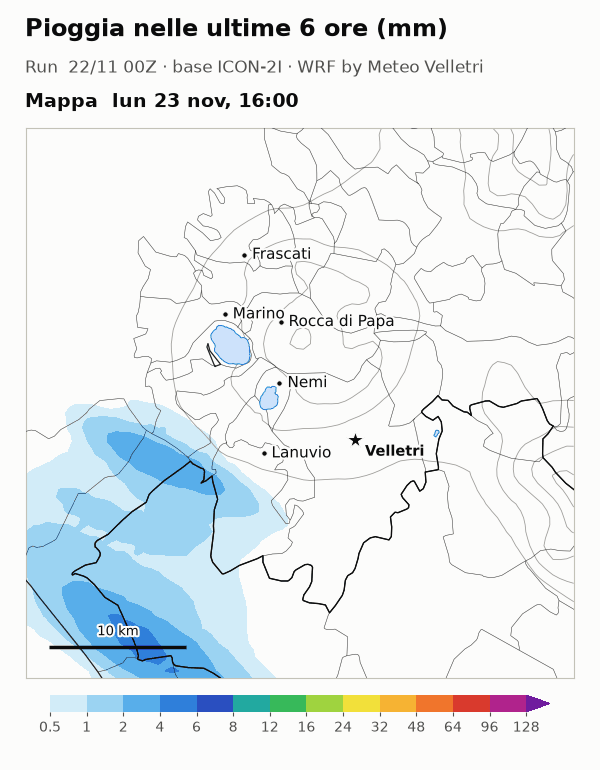 Pioggia nelle ultime 6 ore (mm)
Run 22/11 00Z · base ICON-2I · WRF by Meteo Velletri
Mappa lun 23 nov, 16:00
Frascati
Marino
Rocca di Papa
Nemi
Velletri
Lanuvio
10 km
0.5 1 2 4 6 8 12 16 24 32 48 64 96 128